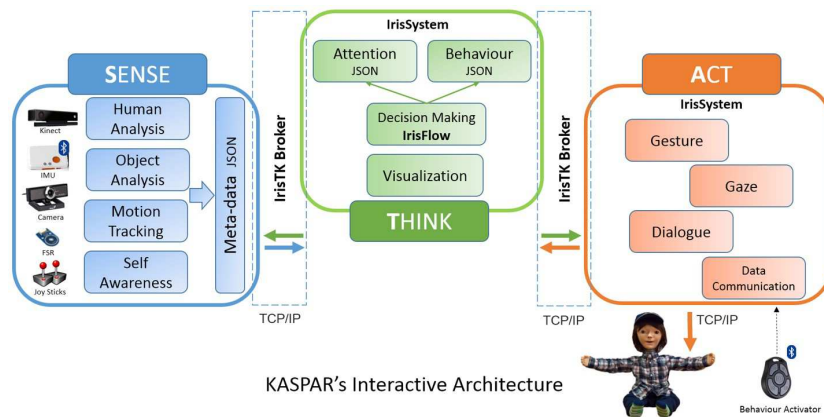 SENSE
Kinect
IMU
Camera
FSR
Joy Sticks
Human
Analysis
Object
Analysis
Motion
Tracking
Self
Awareness
Meta-data JSON
IrisTK Broker
TCP/IP
IrisSystem
Attention
JSON
Behaviour
JSON
Decision Making
IrisFlow
Visualization
THINK
IrisTK Broker
TCP/IP
ACT
IrisSystem
Gesture
Gaze
Dialogue
Data
Communication
TCP/IP
Behaviour Activator
KASPAR's Interactive Architecture